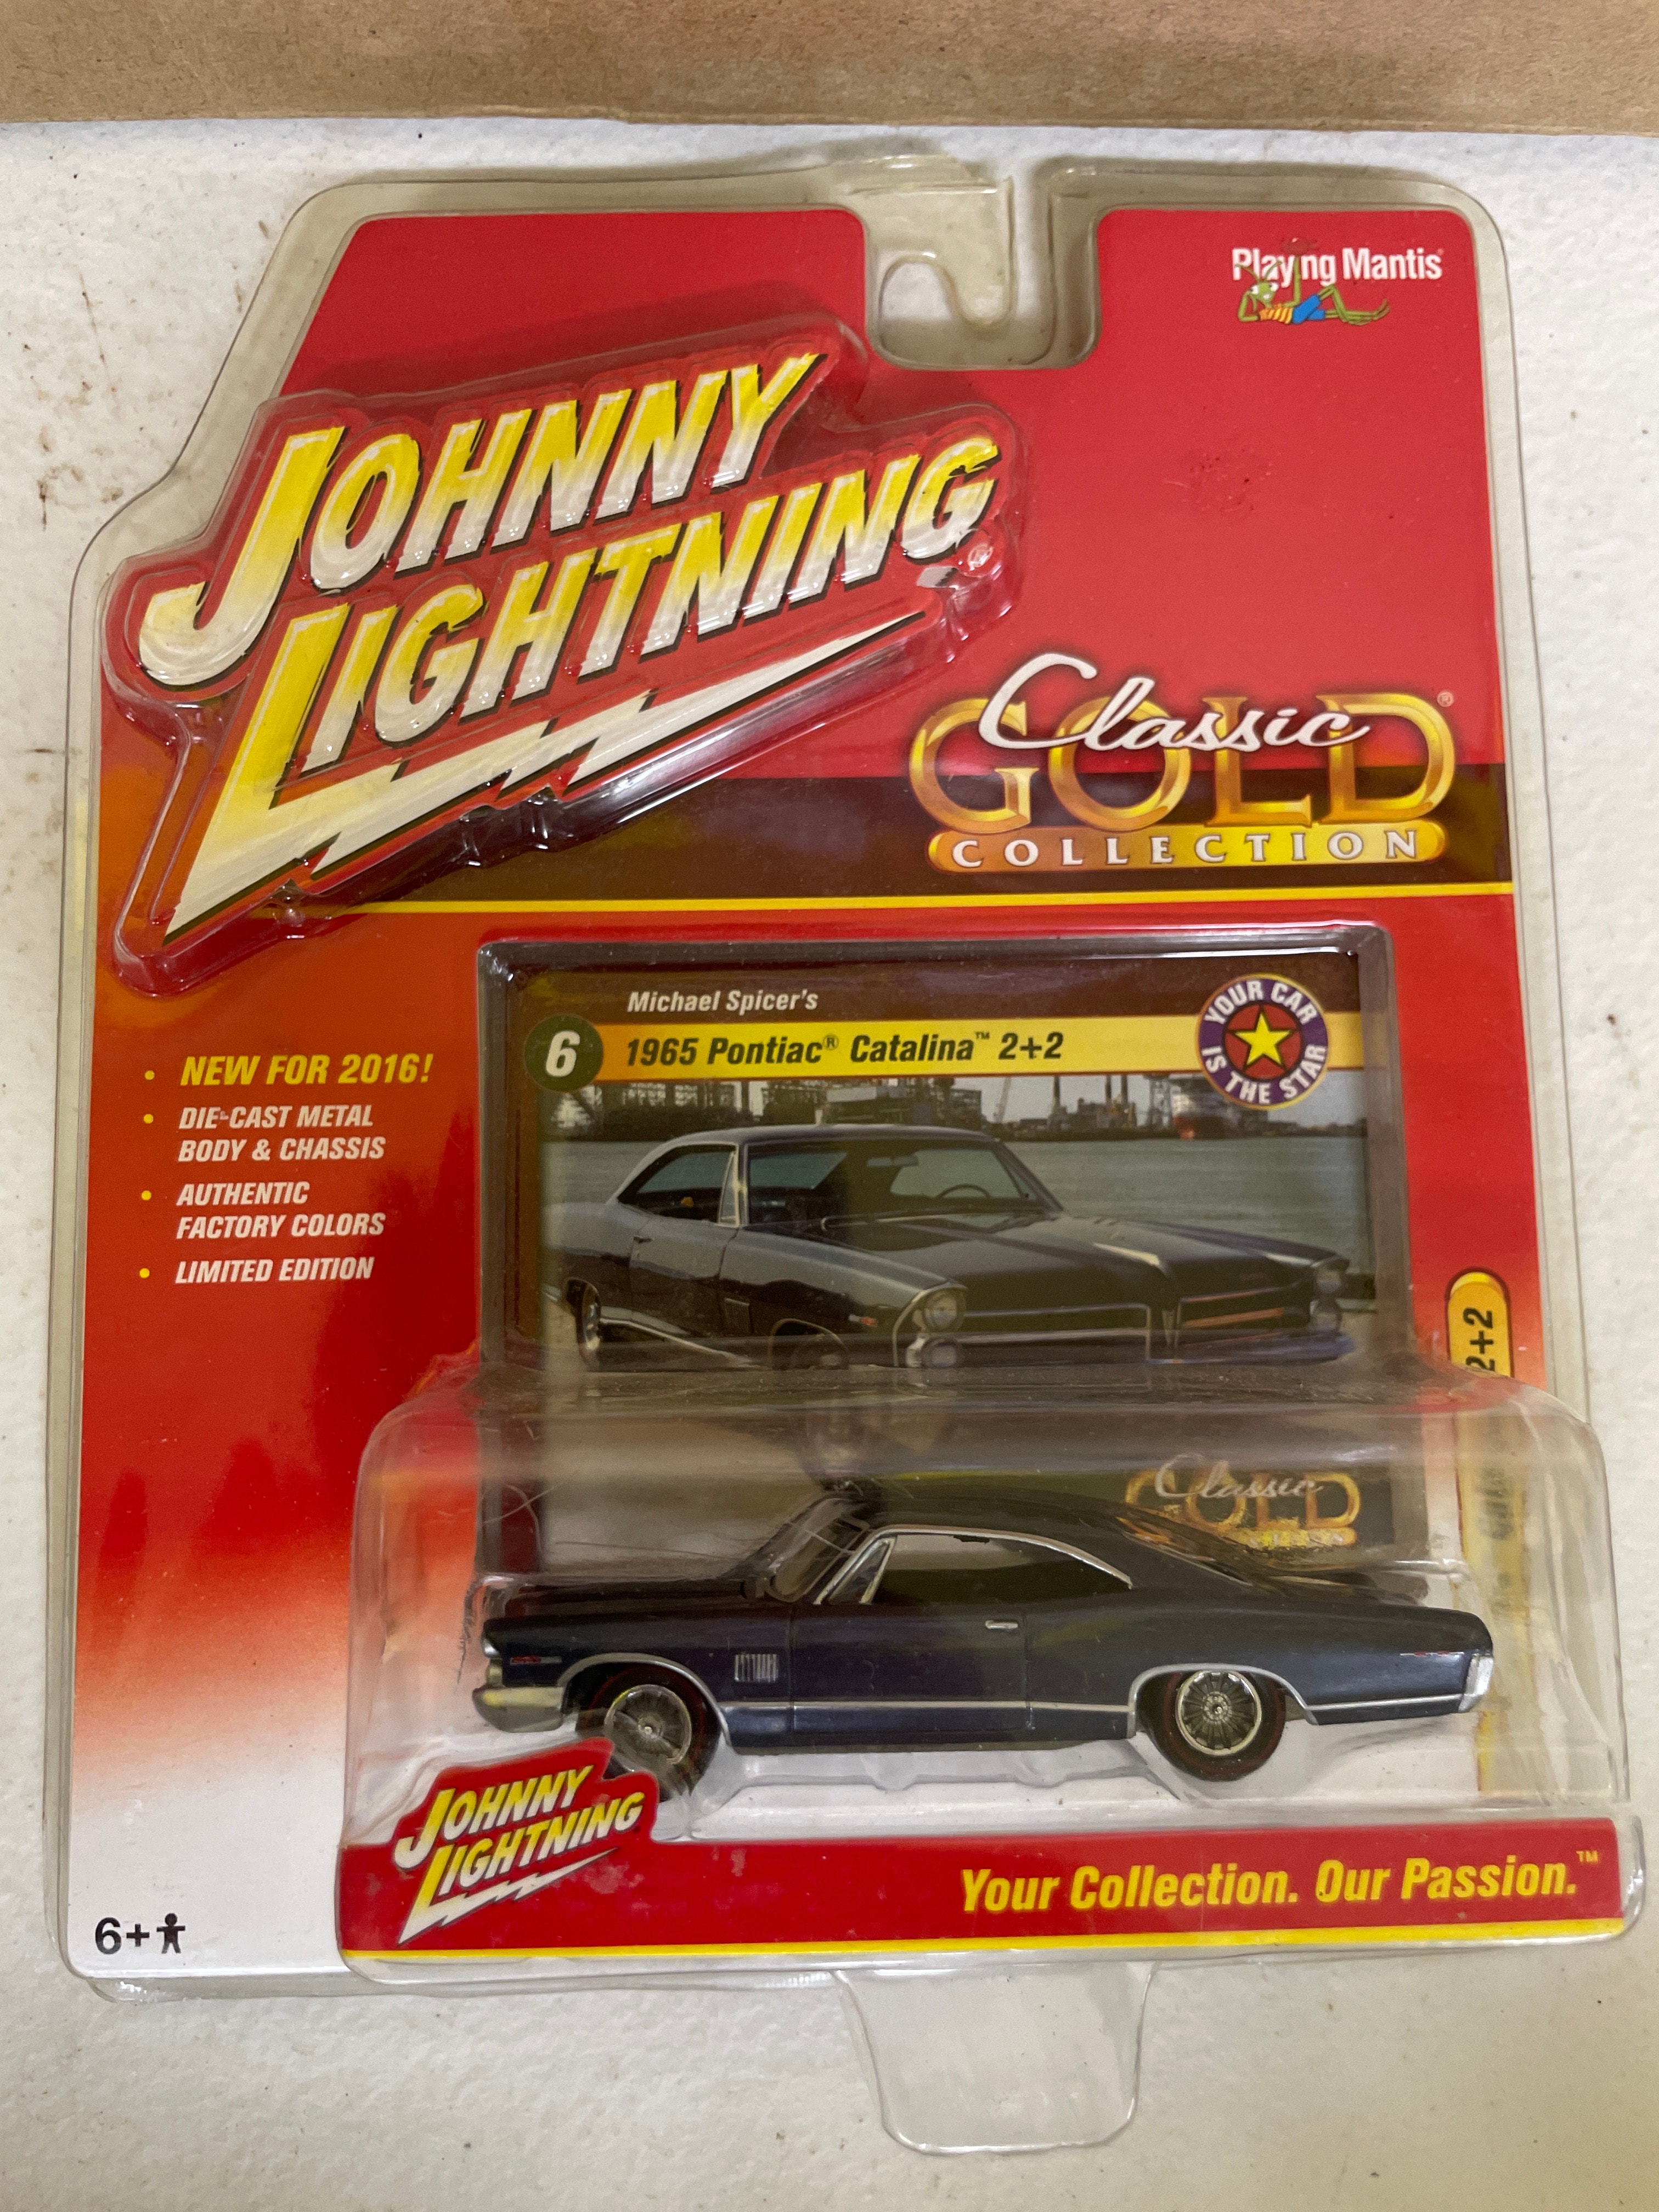 Playing Mantis
JOHNNY
LIGHTNING®
Classic
GOLD®
COLLECTION
Michael Spicer's
6 1965 Pontiac® Catalina™ 2+2
YOUR CAR
IS THE STAR
• NEW FOR 2016!
• DIE-CAST METAL
BODY & CHASSIS
• AUTHENTIC
FACTORY COLORS
• LIMITED EDITION
2+2
Classic
GOLD
JOHNNY
LIGHTNING
Your Collection. Our Passion.™
6+